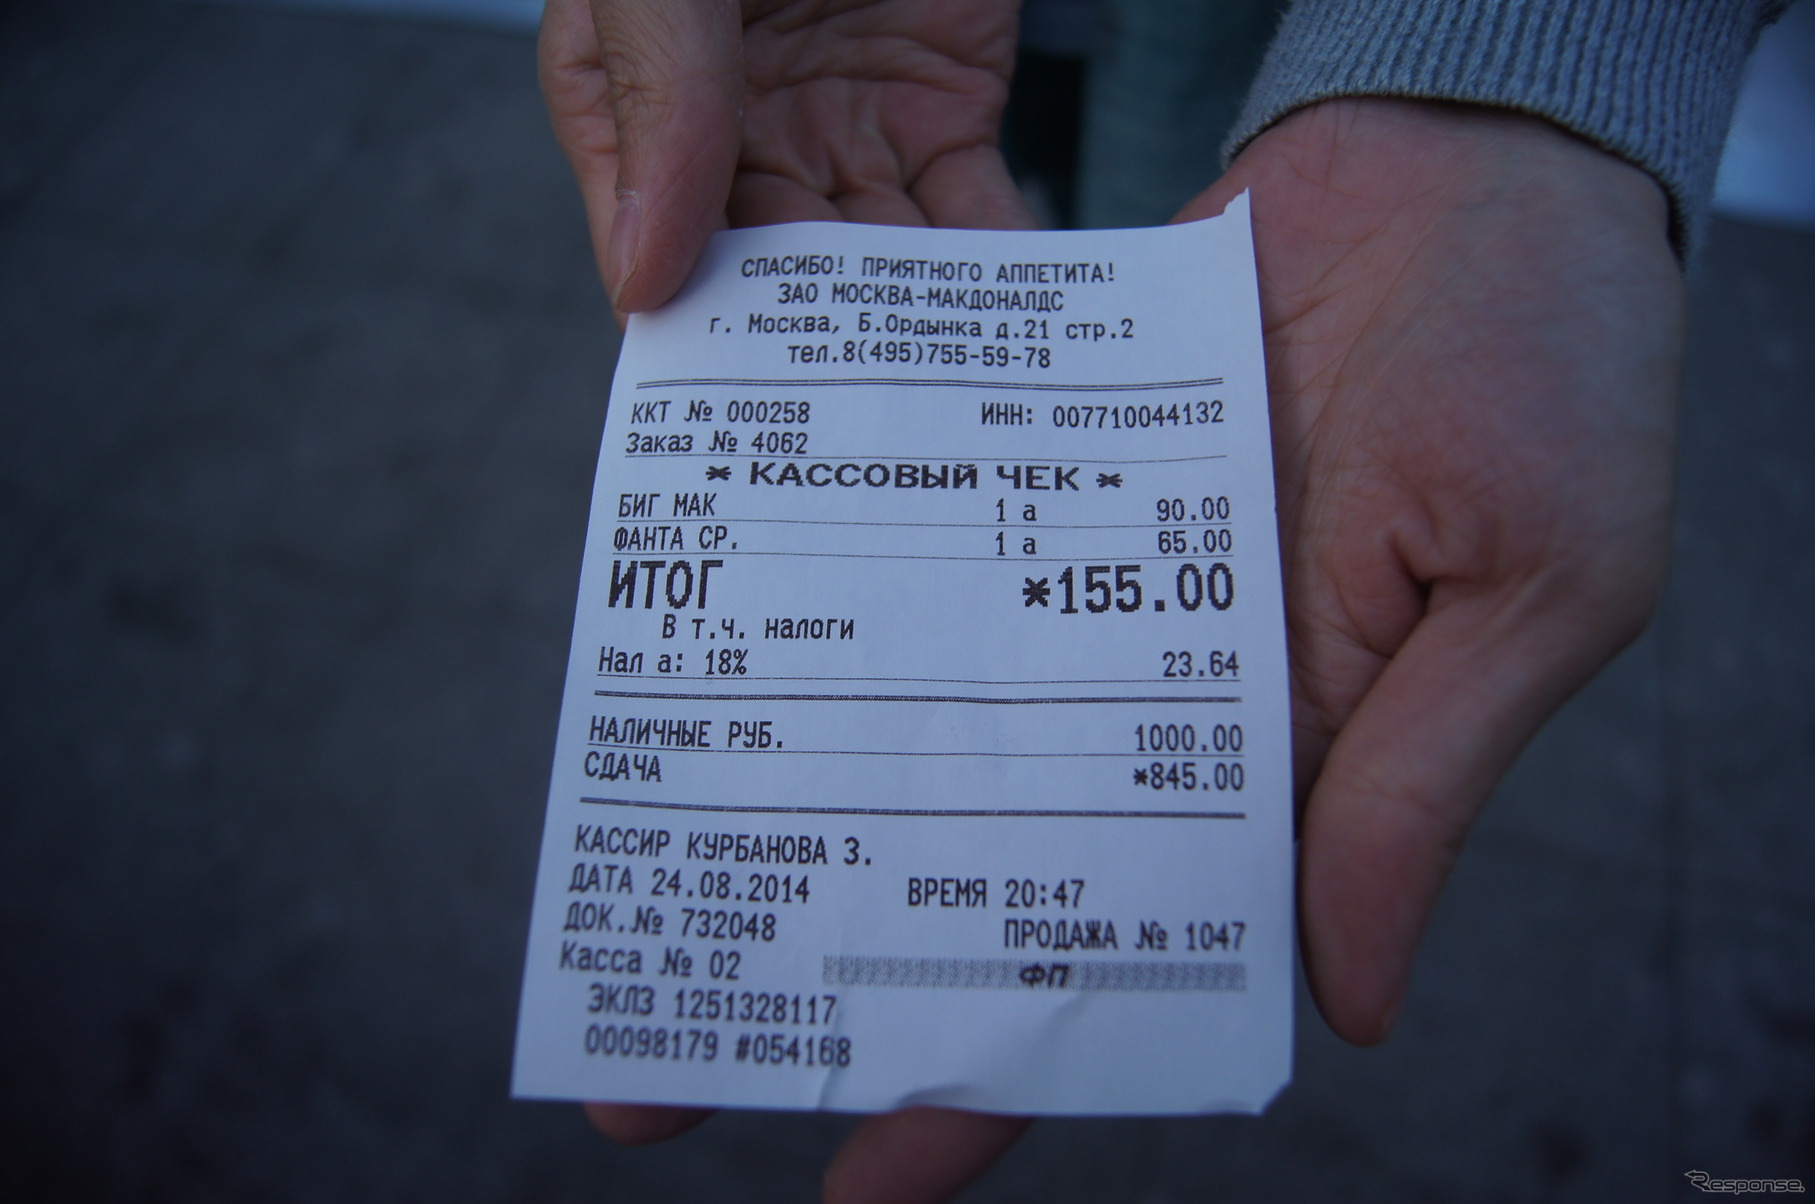 СПАСИБО! ПРИЯТНОГО АППЕТИТА!
ЗАО МОСКВА-МАКДОНАЛДС
г. Москва, Б.Ордынка д.21 стр.2
тел.8(495)755-59-78
ККТ № 000258 ИНН: 007710044132
Заказ № 4062
* КАССОВЫЙ ЧЕК *
БИГ МАК 1 а 90.00
ФАНТА СР. 1 а 65.00
ИТОГ *155.00
В т.ч. налоги
Нал а: 18% 23.64
НАЛИЧНЫЕ РУБ. 1000.00
СДАЧА *845.00
КАССИР КУРБАНОВА З.
ДАТА 24.08.2014 ВРЕМЯ 20:47
ДОК.№ 732048 ПРОДАЖА № 1047
Касса № 02 ФП
ЭКЛЗ 1251328117
00098179 #054168
Response.